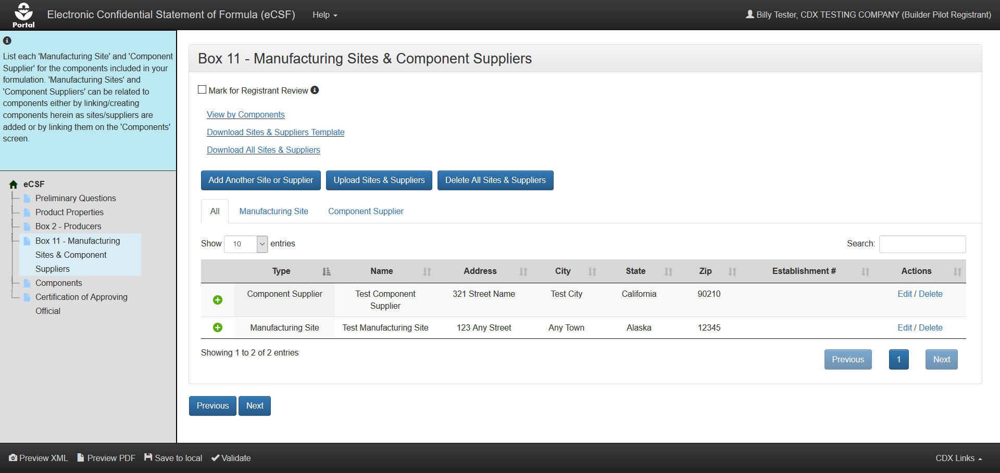 Portal
Electronic Confidential Statement of Formula (eCSF)
Help
Billy Tester, CDX TESTING COMPANY (Builder Pilot Registrant)
List each 'Manufacturing Site' and 'Component
Supplier' for the components included in your
formulation. 'Manufacturing Sites' and
'Component Suppliers' can be related to
components either by linking/creating
components herein as sites/suppliers are
added or by linking them on the 'Components'
screen.
eCSF
Preliminary Questions
Product Properties
Box 2 - Producers
Box 11 - Manufacturing
Sites & Component
Suppliers
Components
Certification of Approving
Official
Box 11 - Manufacturing Sites & Component Suppliers
Mark for Registrant Review
View by Components
Download Sites & Suppliers Template
Download All Sites & Suppliers
Add Another Site or Supplier Upload Sites & Suppliers Delete All Sites & Suppliers
All Manufacturing Site Component Supplier
Show 10 entries Search:
Type Name Address City State Zip Establishment # Actions
Component Supplier Test Component 321 Street Name Test City California 90210 Edit / Delete
Supplier
Manufacturing Site Test Manufacturing Site 123 Any Street Any Town Alaska 12345 Edit / Delete
Showing 1 to 2 of 2 entries
Previous 1 Next
Previous Next
Preview XML Preview PDF Save to local Validate CDX Links